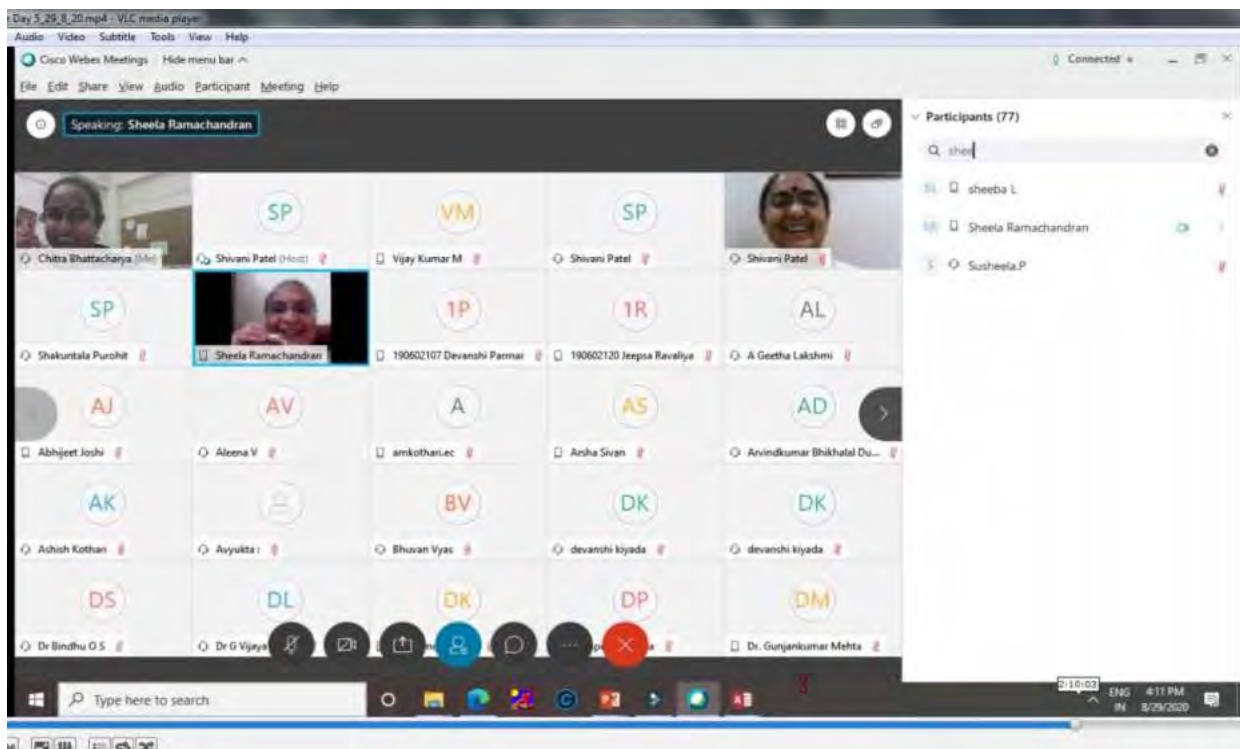 Day 5_29_8_20.mp4 - VLC media player
Audio Video Subtitle Tools View Help
Cisco Webex Meetings Hide menu bar
Connected
File Edit Share View Audio Participant Meeting Help
Speaking: Sheela Ramachandran
Participants (77)
shee
sheeba L
SR Sheela Ramachandran
S Susheela.P
SP VM SP
Chitra Bhattacharya (Me) Shivani Patel (Host) Vijay Kumar M Shivani Patel Shivani Patel
SP 1P 1R AL
Shakuntala Purohit Sheela Ramachandran 190602107 Devanshi Parmar 190602120 Jeepsa Ravaliya A Geetha Lakshmi
AJ AV A AS AD
Abhijeet Joshi Aleena V amkothari.ec Arsha Sivan Arvindkumar Bhikhalal Du...
AK BV DK DK
Ashish Kothari Avyukta : Bhuvan Vyas devanshi kiyada devanshi kiyada
DS DL DK DP DM
Dr Bindhu O S Dr G Vijaya Dr. Gunjankumar Mehta
Type here to search
2:10:03
ENG 4:11 PM
IN 8/29/2020